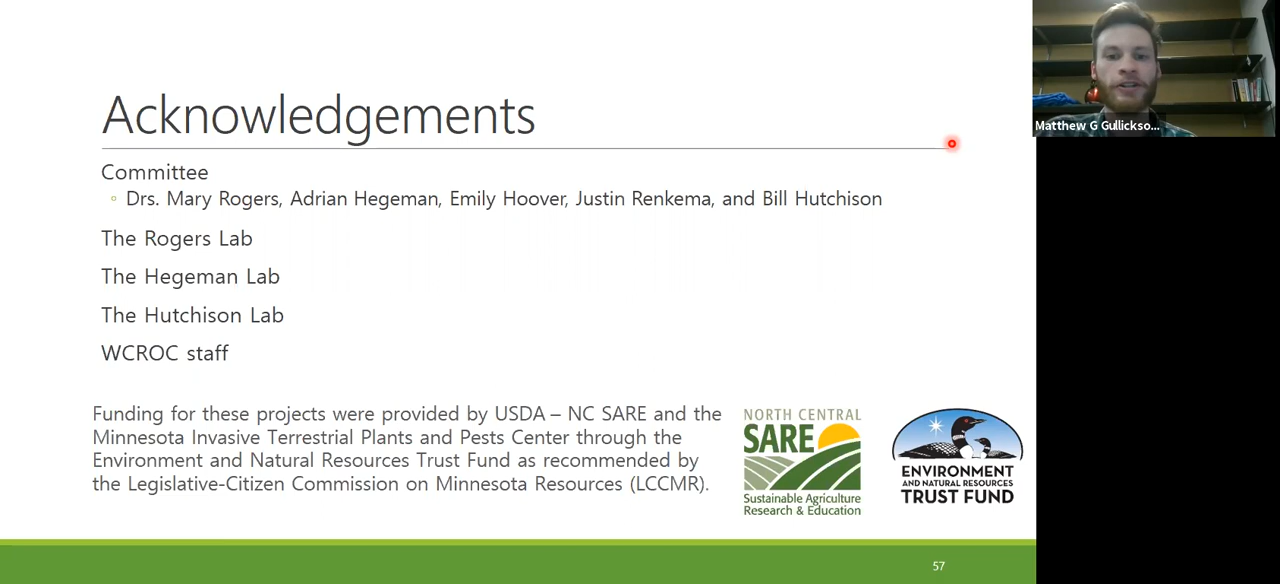 Acknowledgements
Committee
Drs. Mary Rogers, Adrian Hegeman, Emily Hoover, Justin Renkema, and Bill Hutchison
The Rogers Lab
The Hegeman Lab
The Hutchison Lab
WCROC staff
Funding for these projects were provided by USDA – NC SARE and the
Minnesota Invasive Terrestrial Plants and Pests Center through the
Environment and Natural Resources Trust Fund as recommended by
the Legislative-Citizen Commission on Minnesota Resources (LCCMR).
NORTH CENTRAL
SARE
Sustainable Agriculture
Research & Education
ENVIRONMENT
AND NATURAL RESOURCES
TRUST FUND
57
Matthew G Gullickso...